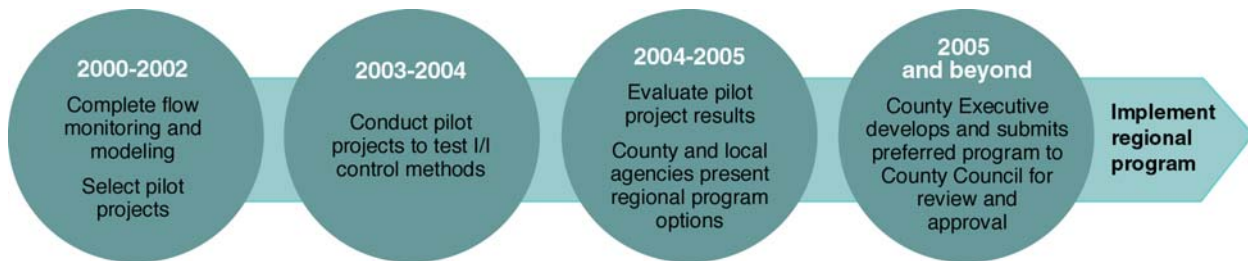 2000-2002
Complete flow
monitoring and
modeling
Select pilot
projects
2003-2004
Conduct pilot
projects to test I/I
control methods
2004-2005
Evaluate pilot
project results
County and local
agencies present
regional program
options
2005
and beyond
County Executive
develops and submits
preferred program to
County Council for
review and
approval
Implement
regional
program